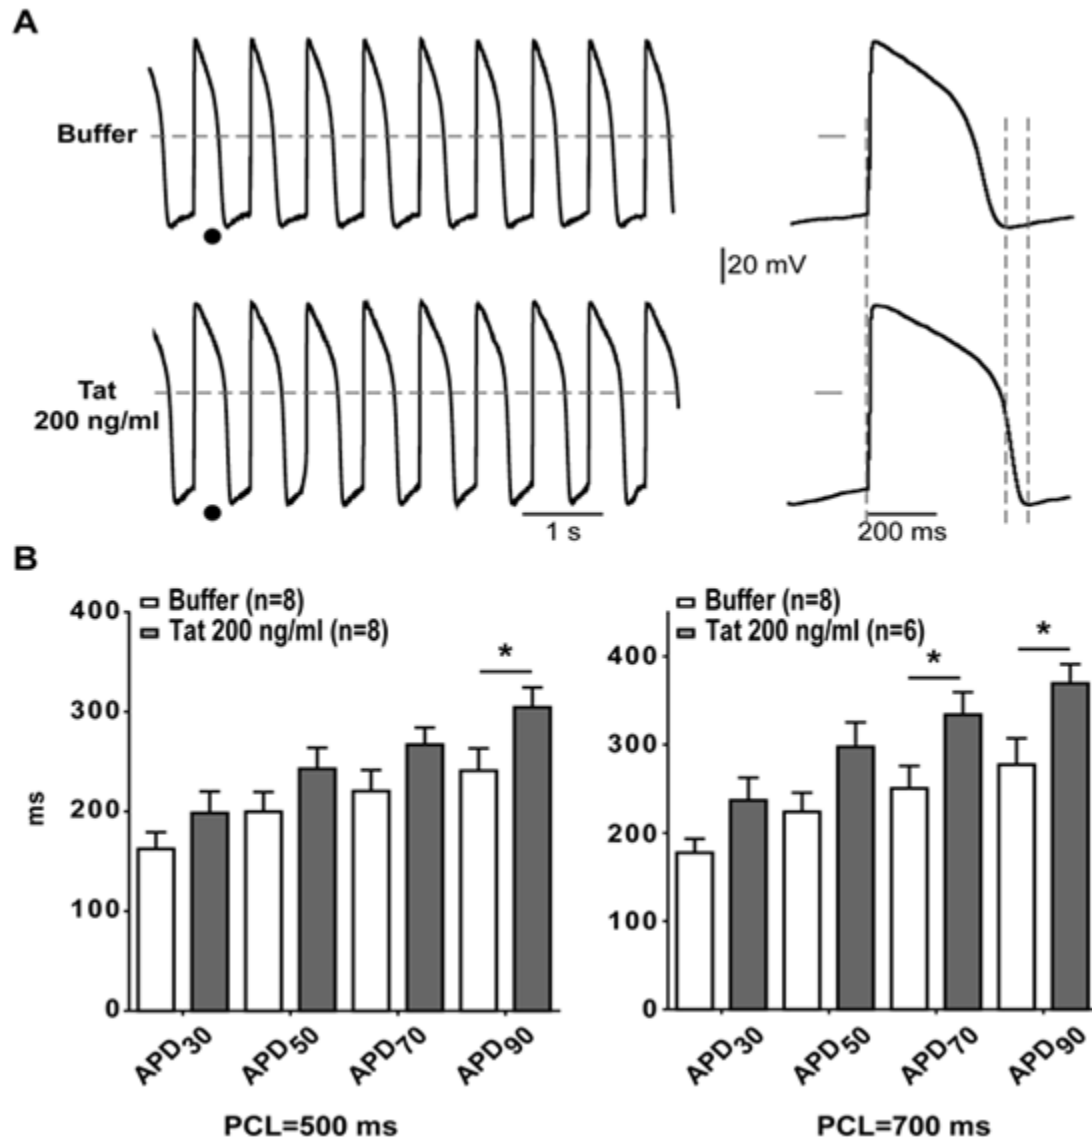 A
Buffer
20 mV
Tat
200 ng/ml
1 s
200 ms
B
Buffer (n=8)
Tat 200 ng/ml (n=8)
*
400
300
200
100
0
ms
APD30
APD50
APD70
APD90
PCL=500 ms
Buffer (n=8)
Tat 200 ng/ml (n=6)
*
*
400
300
200
100
0
APD30
APD50
APD70
APD90
PCL=700 ms